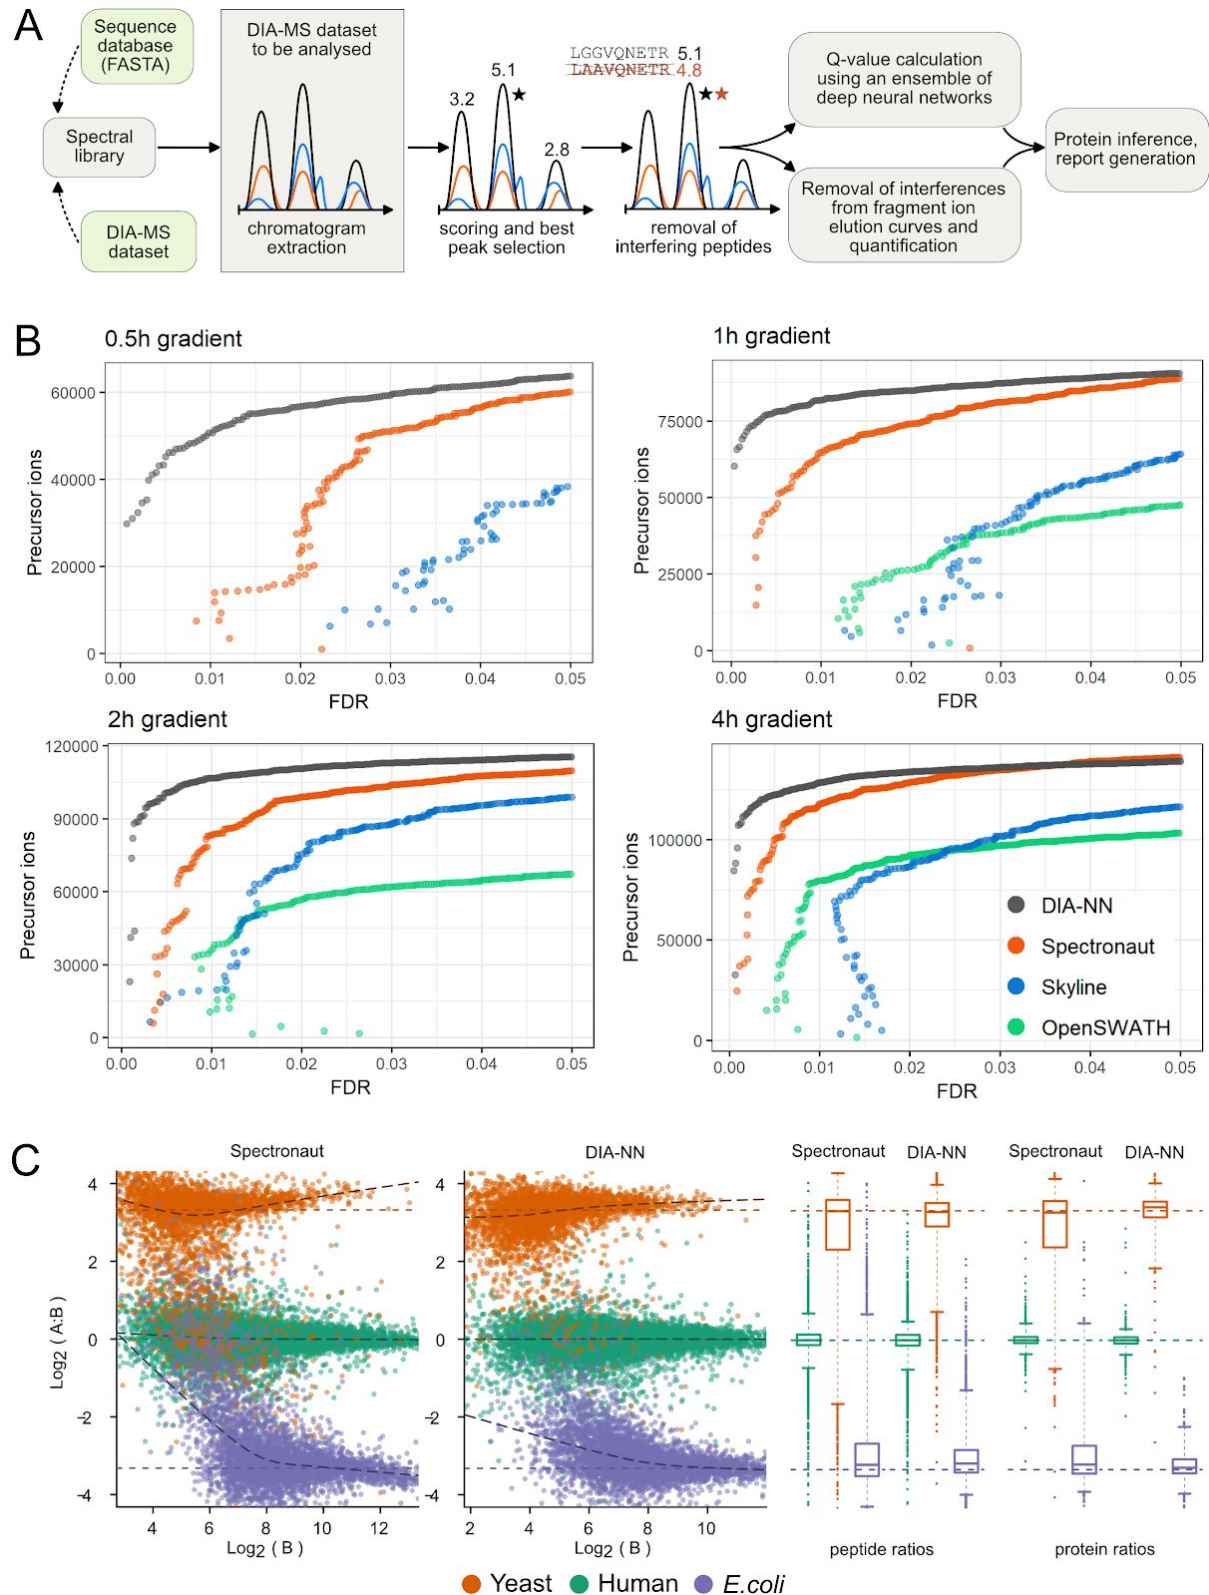 A
Sequence
database
(FASTA)
Spectral
library
DIA-MS
dataset
DIA-MS dataset
to be analysed
chromatogram
extraction
3.2
5.1
2.8
scoring and best
peak selection
LGGVQNETR 5.1
LAAVQNETR 4.8
removal of
interfering peptides
Q-value calculation
using an ensemble of
deep neural networks
Removal of interferences
from fragment ion
elution curves and
quantification
Protein inference,
report generation
B
0.5h gradient
Precursor ions
60000
40000
20000
0
0.00 0.01 0.02 0.03 0.04 0.05
FDR
1h gradient
Precursor ions
75000
50000
25000
0
0.00 0.01 0.02 0.03 0.04 0.05
FDR
2h gradient
Precursor ions
120000
90000
60000
30000
0
0.00 0.01 0.02 0.03 0.04 0.05
FDR
4h gradient
Precursor ions
100000
50000
0
0.00 0.01 0.02 0.03 0.04 0.05
FDR
DIA-NN
Spectronaut
Skyline
OpenSWATH
C
Spectronaut
Log2 ( A:B )
4
2
0
-2
-4
4 6 8 10 12
Log2 ( B )
DIA-NN
4
2
0
-2
-4
2 4 6 8 10
Log2 ( B )
Spectronaut DIA-NN
peptide ratios
Spectronaut DIA-NN
protein ratios
Yeast Human E.coli